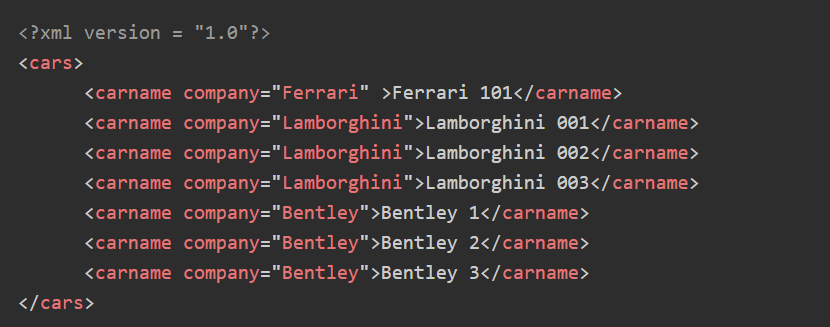 <?xml version = "1.0"?>
<cars>
<carname company="Ferrari" >Ferrari 101</carname>
<carname company="Lamborghini">Lamborghini 001</carname>
<carname company="Lamborghini">Lamborghini 002</carname>
<carname company="Lamborghini">Lamborghini 003</carname>
<carname company="Bentley">Bentley 1</carname>
<carname company="Bentley">Bentley 2</carname>
<carname company="Bentley">Bentley 3</carname>
</cars>